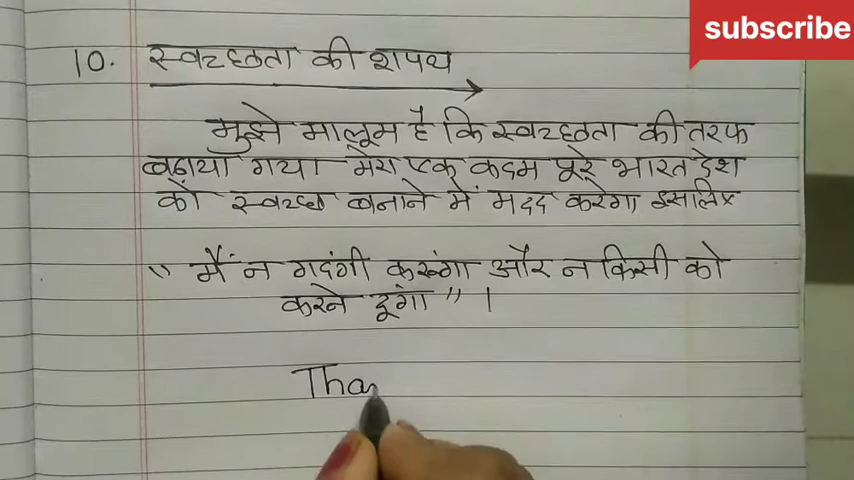 subscribe
10. स्वच्छता की शपथ
मुझे मालूम है कि स्वच्छता की तरफ
बढ़ाया गया मेरा एक कदम पूरे भारत देश
को स्वच्छ बनाने में मदद करेगा इसलिए
" मैं न गदंगी करूंगा और न किसी को
करने दूंगा " ।
Tha